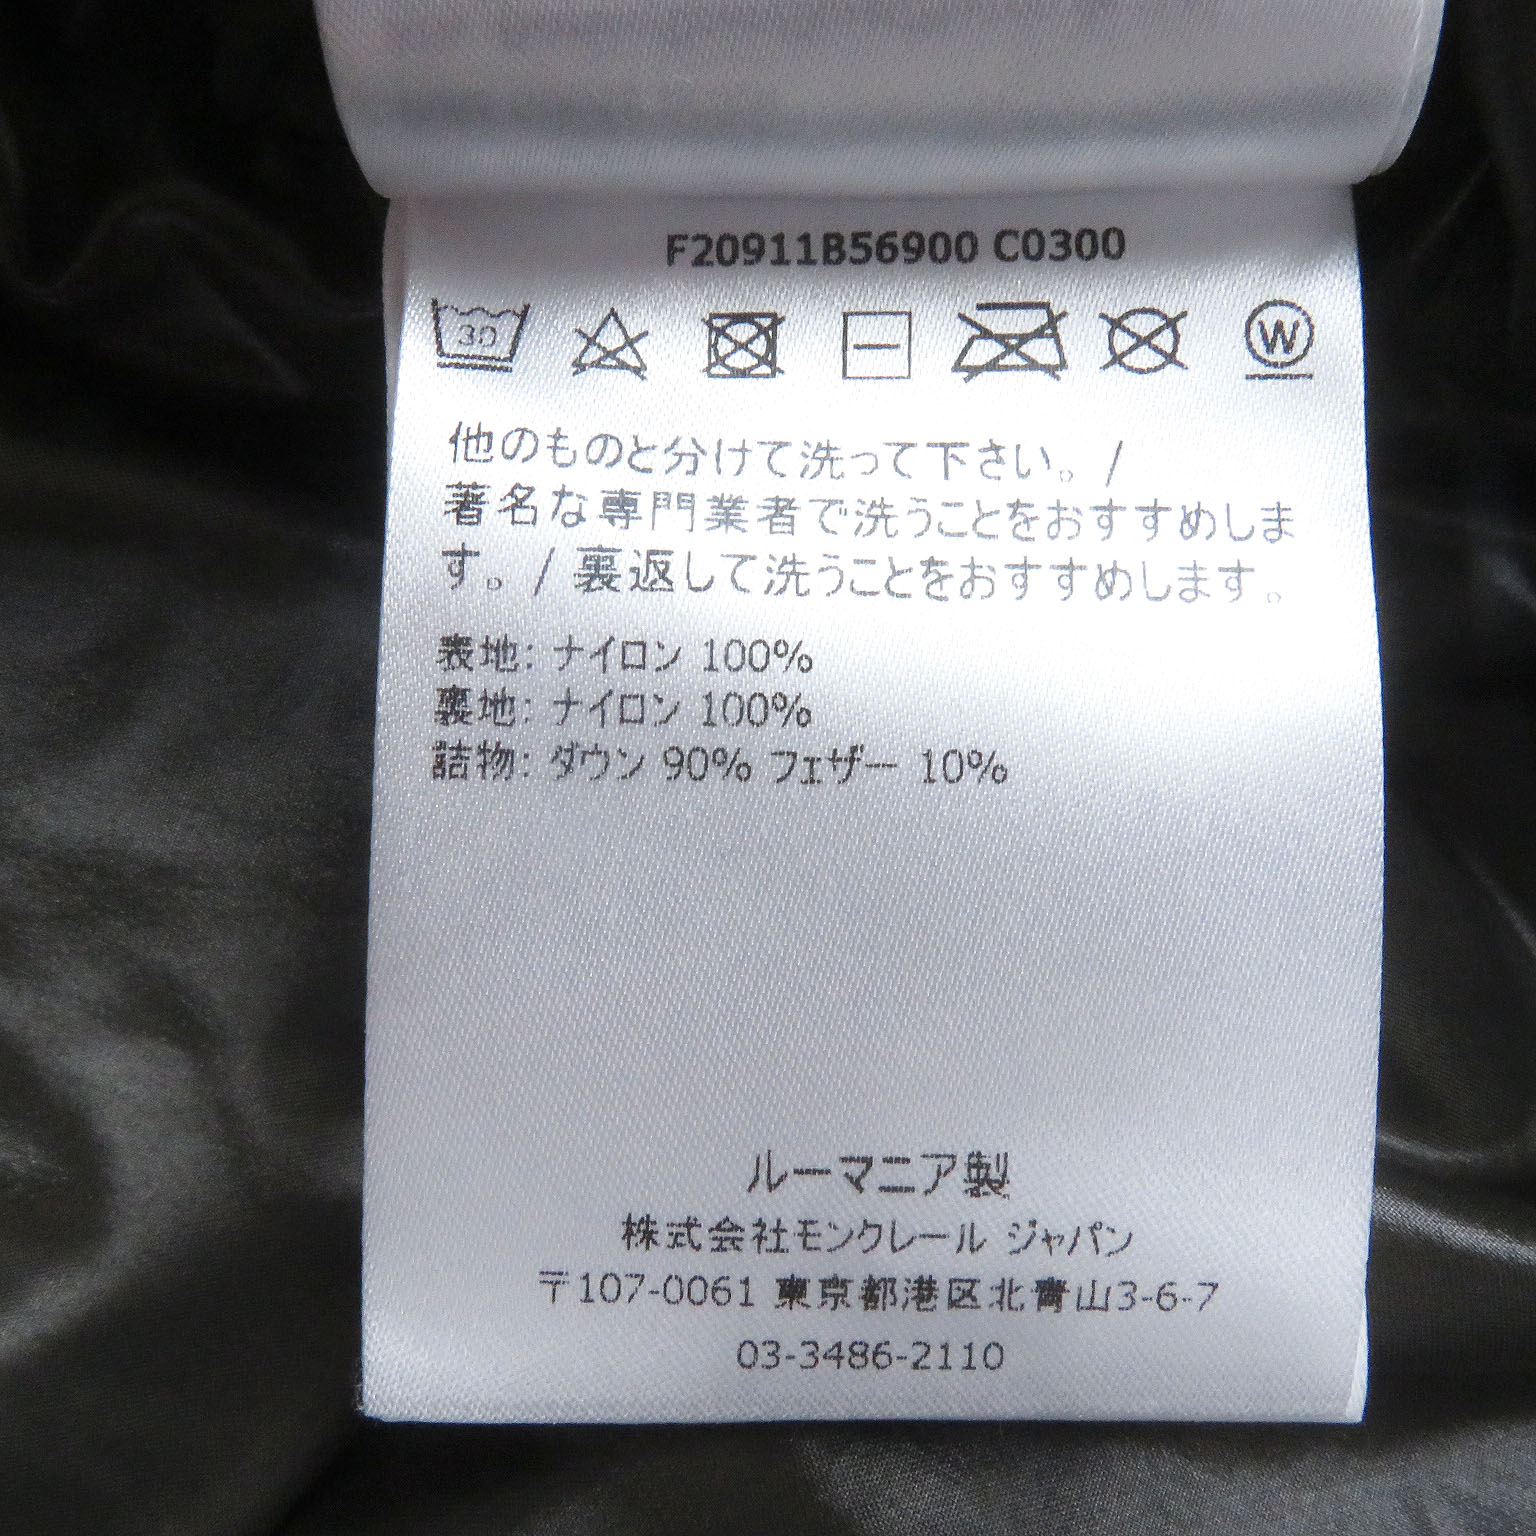 F20911B56900 C0300
30 W
他のものと分けて洗って下さい。/
著名な専門業者で洗うことをおすすめしま
す。/ 裏返して洗うことをおすすめします。
表地: ナイロン 100%
裏地: ナイロン 100%
詰物: ダウン 90% フェザー 10%
ルーマニア製
株式会社モンクレール ジャパン
〒107-0061 東京都港区北青山3-6-7
03-3486-2110